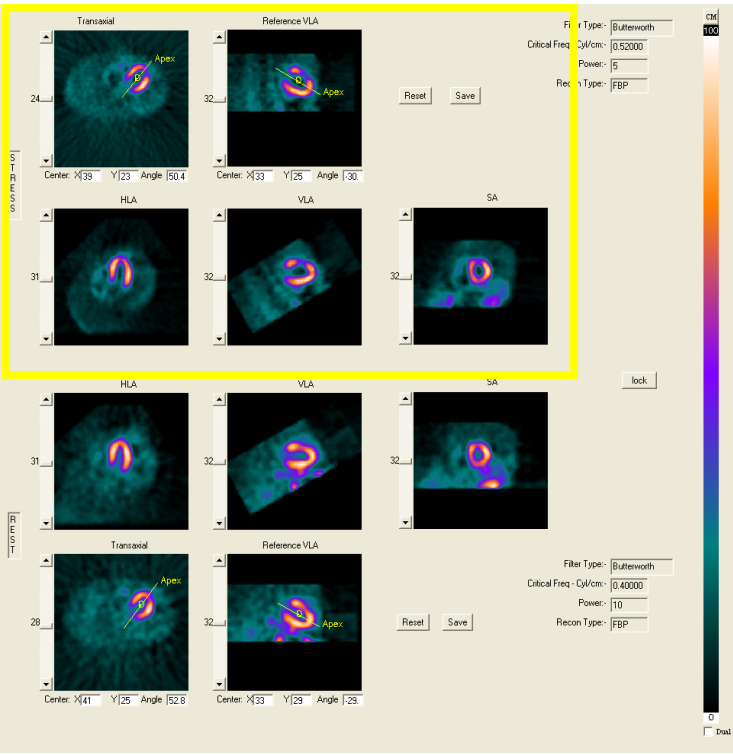 Transaxial
Reference VLA
Filter Type:- Butterworth
CM
100
Critical Freq - Cyl/cm:- 0.52000
Apex
Power:- 5
Recon Type:- FBP
24
32
Apex
Reset
Save
Center: X 39 Y 23 Angle 50.4
Center: X 33 Y 25 Angle -30.
STRESS
HLA
VLA
SA
31
32
32
lock
HLA
VLA
SA
31
32
32
REST
Transaxial
Reference VLA
Filter Type:- Butterworth
Critical Freq - Cyl/cm:- 0.40000
Apex
Power:- 10
Recon Type:- FBP
28
32
Apex
Reset
Save
Center: X 41 Y 25 Angle 52.8
Center: X 33 Y 29 Angle -29.
0
Dual